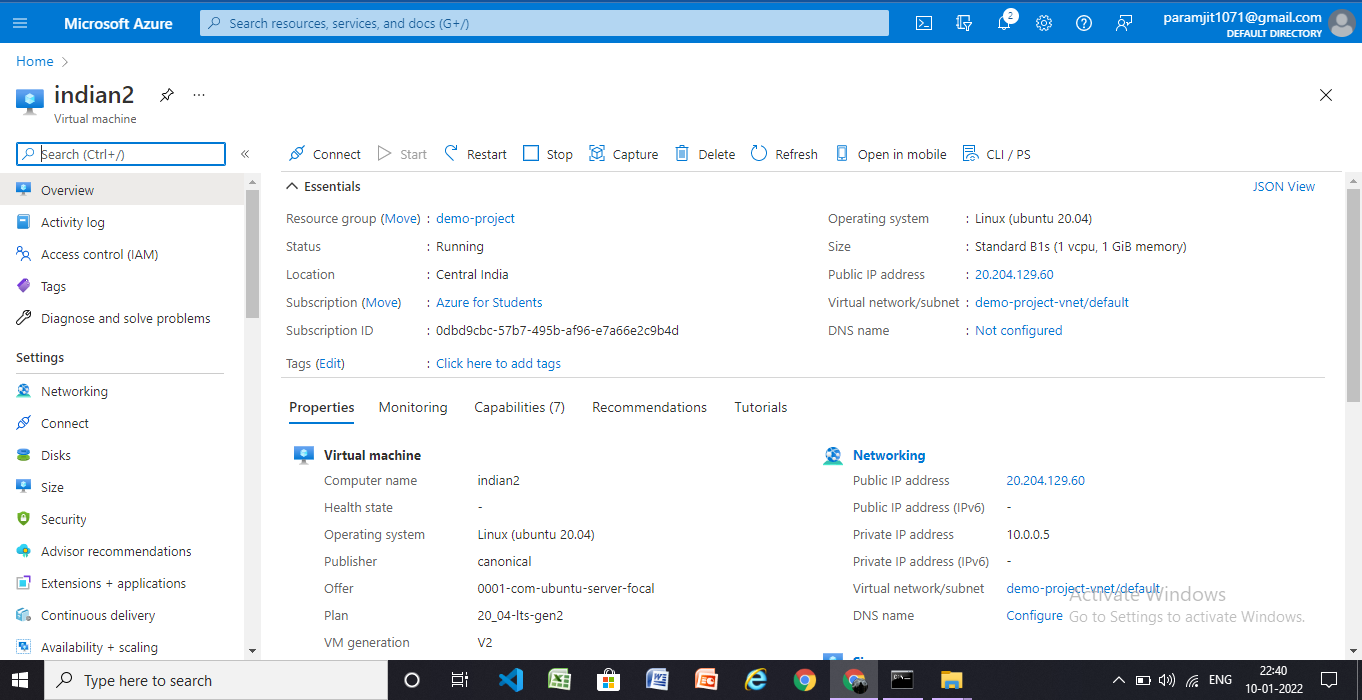 Microsoft Azure
Search resources, services, and docs (G+/)
2
paramjit1071@gmail.com
DEFAULT DIRECTORY
Home
indian2
Virtual machine
Search (Ctrl+/)
Overview
Activity log
Access control (IAM)
Tags
Diagnose and solve problems
Settings
Networking
Connect
Disks
Size
Security
Advisor recommendations
Extensions + applications
Continuous delivery
Availability + scaling
Connect Start Restart Stop Capture Delete Refresh Open in mobile CLI / PS
Essentials
JSON View
Resource group (Move) : demo-project
Status : Running
Location : Central India
Subscription (Move) : Azure for Students
Subscription ID : 0dbd9cbc-57b7-495b-af96-e7a66e2c9b4d
Tags (Edit) : Click here to add tags
Operating system : Linux (ubuntu 20.04)
Size : Standard B1s (1 vcpu, 1 GiB memory)
Public IP address : 20.204.129.60
Virtual network/subnet : demo-project-vnet/default
DNS name : Not configured
Properties Monitoring Capabilities (7) Recommendations Tutorials
Virtual machine
Computer name indian2
Health state -
Operating system Linux (ubuntu 20.04)
Publisher canonical
Offer 0001-com-ubuntu-server-focal
Plan 20_04-lts-gen2
VM generation V2
Networking
Public IP address 20.204.129.60
Public IP address (IPv6) -
Private IP address 10.0.0.5
Private IP address (IPv6) -
Virtual network/subnet demo-project-vnet/default
DNS name Configure
Activate Windows
Go to Settings to activate Windows.
Type here to search
ENG
22:40
10-01-2022